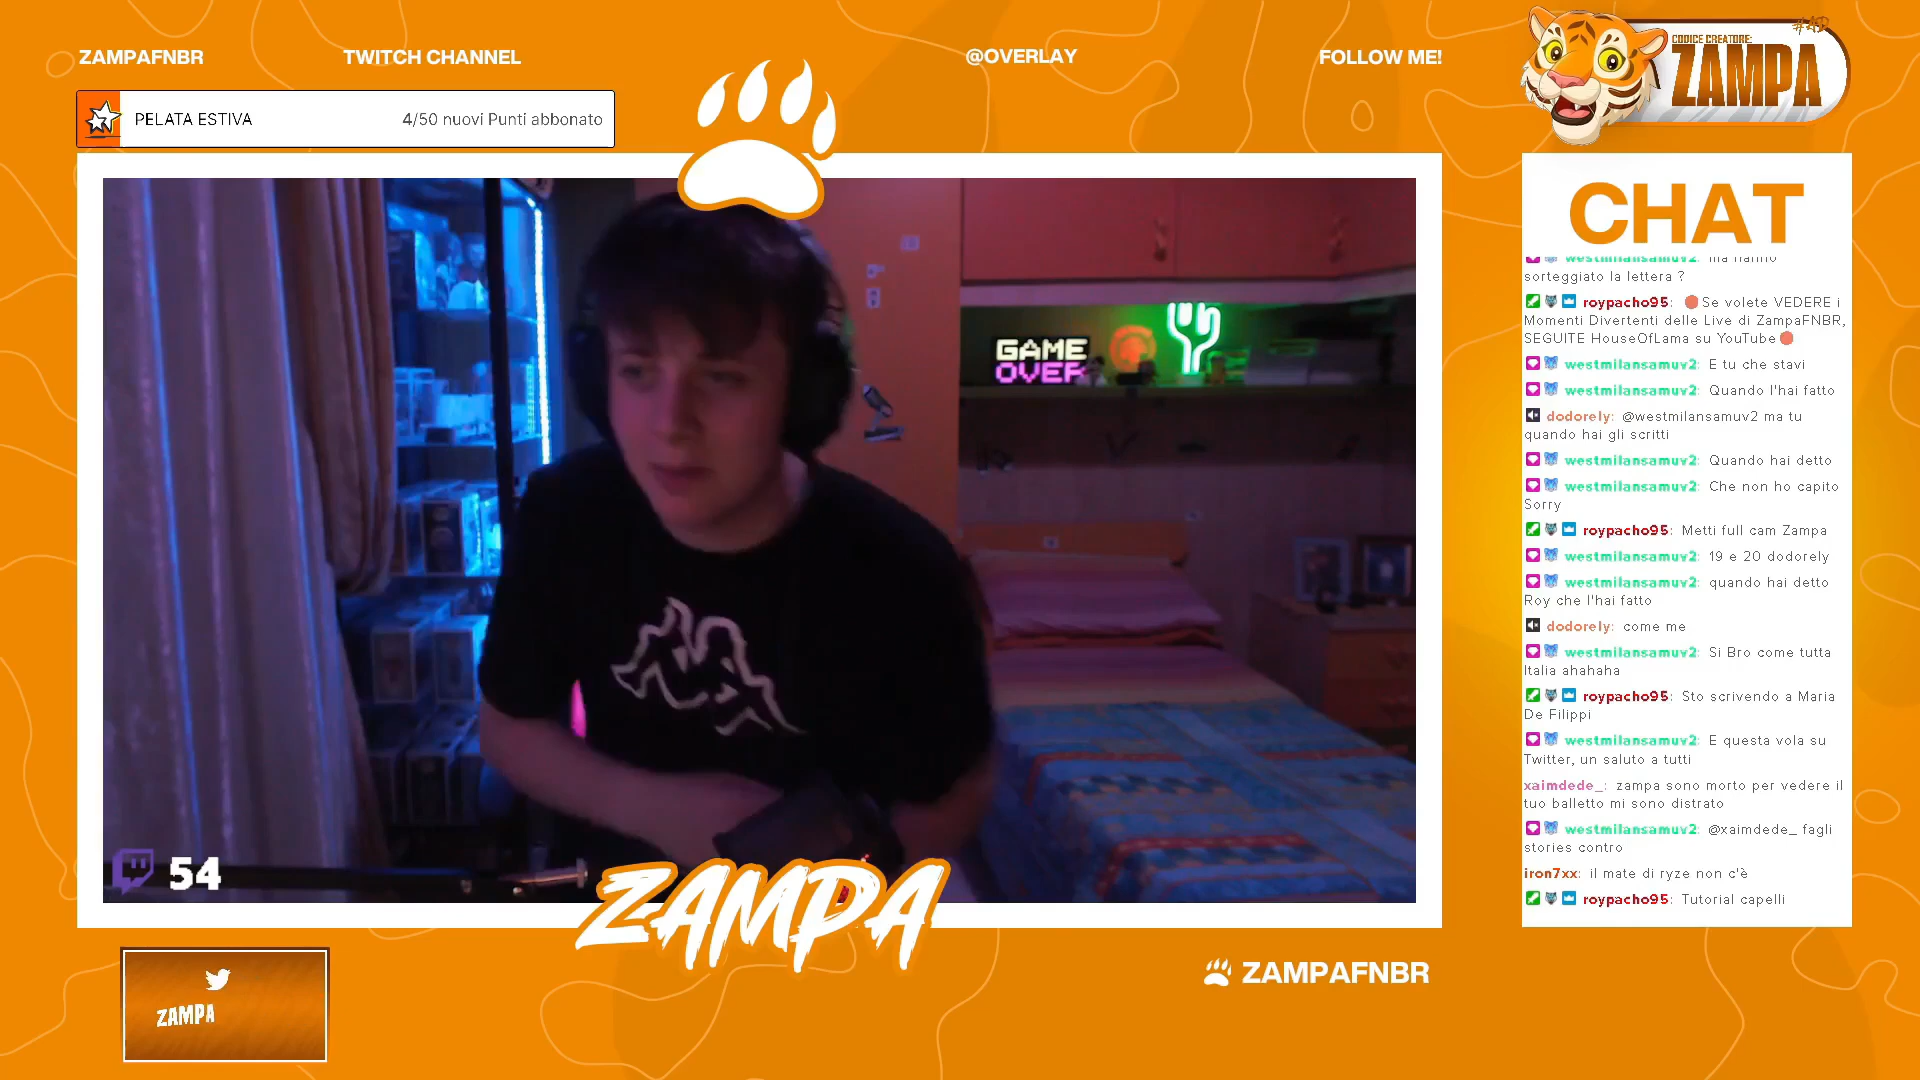 ZAMPAFNBR
TWITCH CHANNEL
@OVERLAY
FOLLOW ME!
#AD
CODICE CREATORE:
ZAMPA
PELATA ESTIVA
4/50 nuovi Punti abbonato
GAME
OVER
54
ZAMPA
ZAMPA
ZAMPAFNBR
CHAT
westmilansamuv2: ma hanno
sorteggiato la lettera ?
roypacho95: Se volete VEDERE i
Momenti Divertenti delle Live di ZampaFNBR,
SEGUITE HouseOfLama su YouTube
westmilansamuv2: E tu che stavi
westmilansamuv2: Quando l'hai fatto
dodorely: @westmilansamuv2 ma tu
quando hai gli scritti
westmilansamuv2: Quando hai detto
westmilansamuv2: Che non ho capito
Sorry
roypacho95: Metti full cam Zampa
westmilansamuv2: 19 e 20 dodorely
westmilansamuv2: quando hai detto
Roy che l'hai fatto
dodorely: come me
westmilansamuv2: Si Bro come tutta
Italia ahahaha
roypacho95: Sto scrivendo a Maria
De Filippi
westmilansamuv2: E questa vola su
Twitter, un saluto a tutti
xaimdede_: zampa sono morto per vedere il
tuo balletto mi sono distrato
westmilansamuv2: @xaimdede_ fagli
stories contro
iron7xx: il mate di ryze non c'è
roypacho95: Tutorial capelli